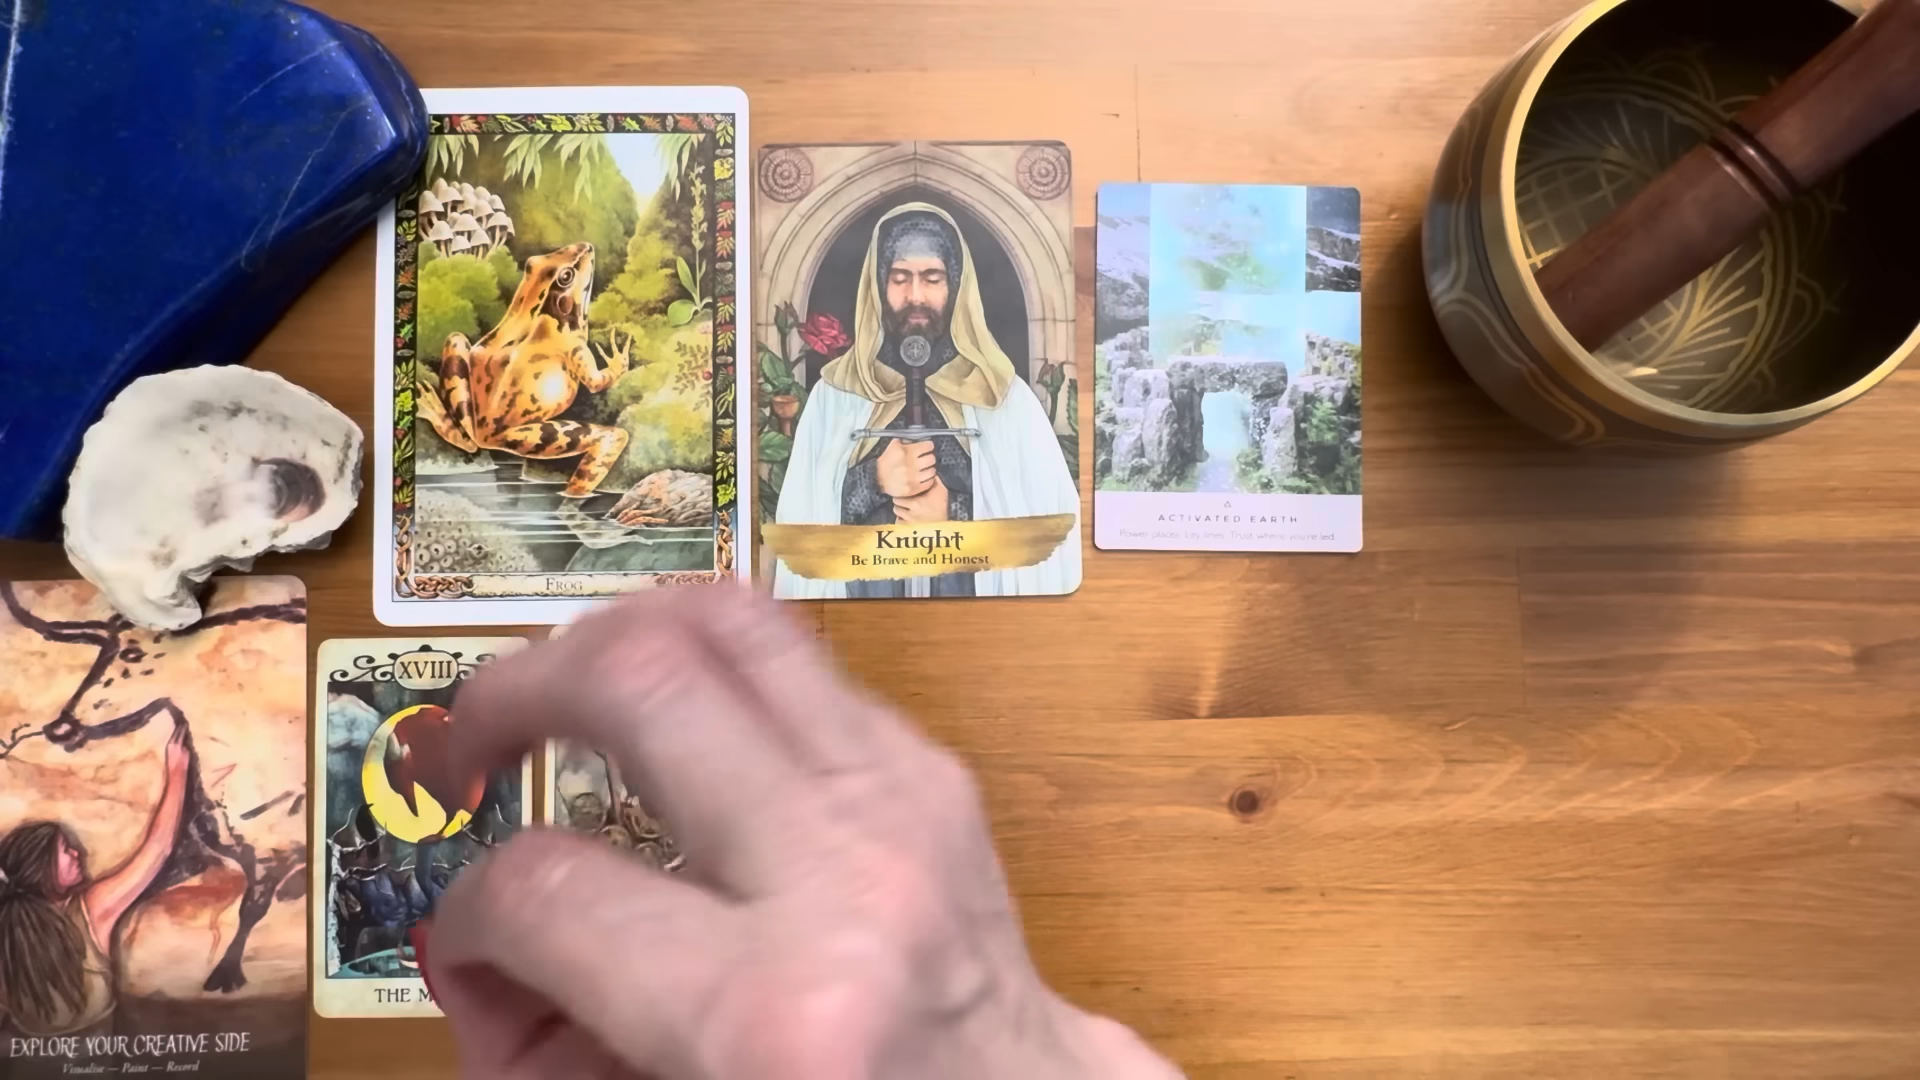 FROG
Knight
Be Brave and Honest
ACTIVATED EARTH
Power places. Ley lines. Trust where you're led.
XVIII
THE M
EXPLORE YOUR CREATIVE SIDE
Visualise — Paint — Record